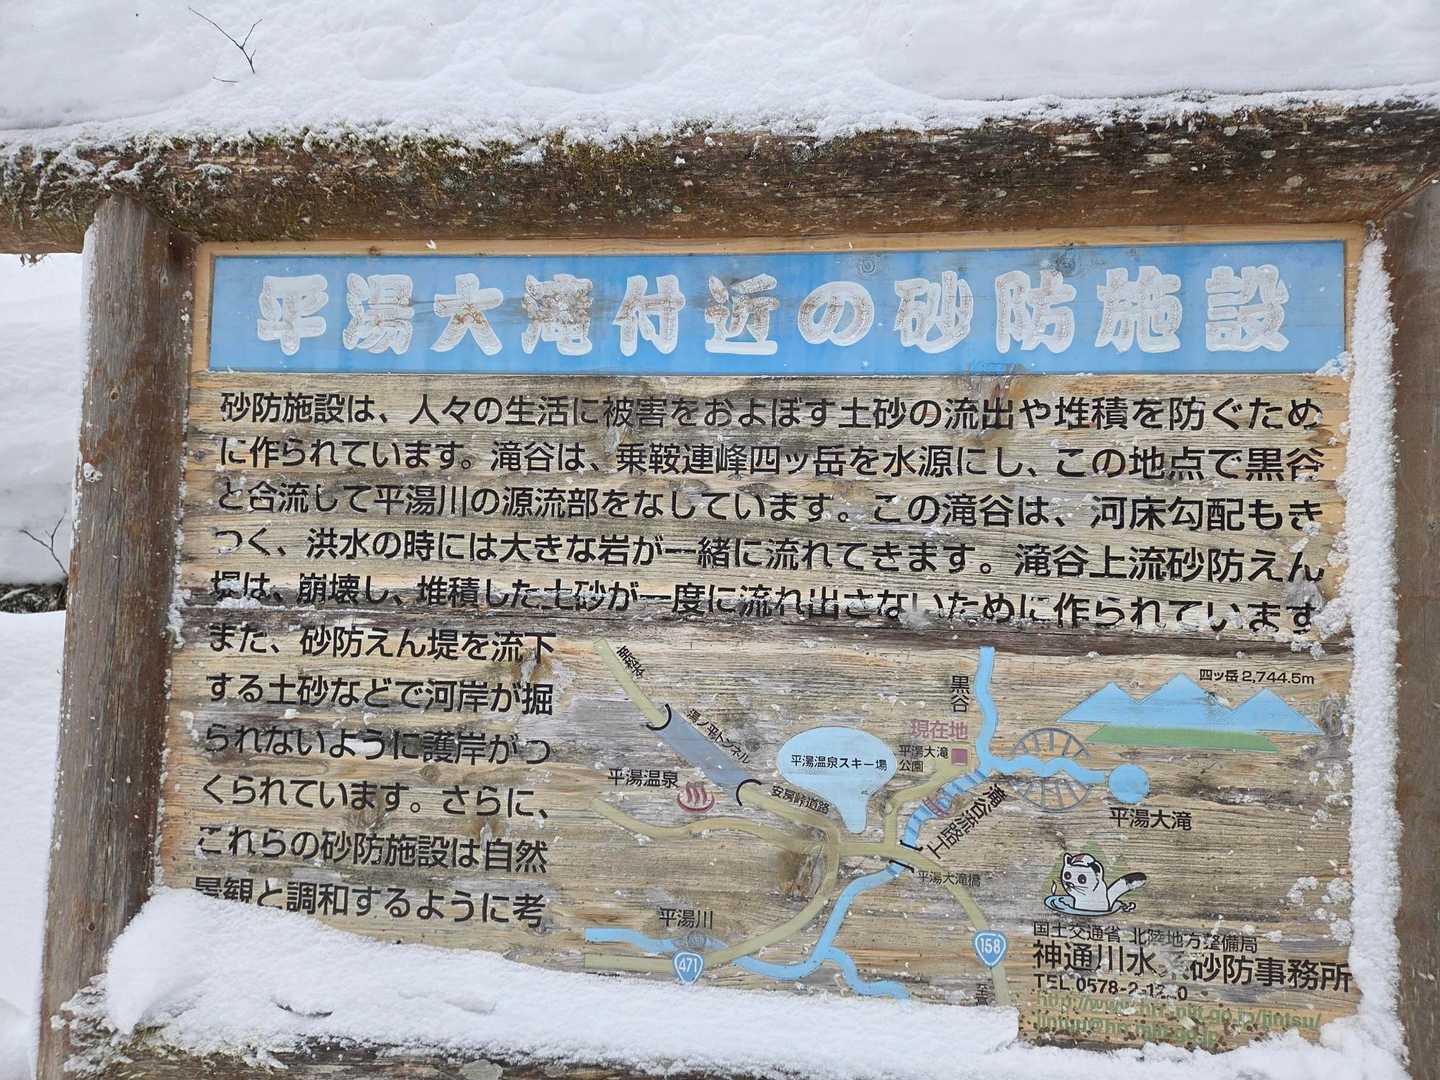 平湯大滝付近の砂防施設
砂防施設は、人々の生活に被害をおよぼす土砂の流出や堆積を防ぐため
に作られています。滝谷は、乗鞍連峰四ッ岳を水源にし、この地点で黒谷
と合流して平湯川の源流部をなしています。この滝谷は、河床勾配もき
つく、洪水の時には大きな岩が一緒に流れてきます。滝谷上流砂防えん
堤は、崩壊し、堆積した土砂が一度に流れ出さないために作られています
また、砂防えん堤を流下
する土砂などで河岸が掘
られないように護岸がつ
くられています。さらに、
これらの砂防施設は自然
景観と調和するように考
四ッ岳 2,744.5m
黒谷
現在地
平湯大滝
公園
湯ノ平トンネル
平湯温泉スキー場
平湯温泉
安房峠道路
平湯大滝
平湯大滝橋
平湯川
471
158
国土交通省 北陸地方整備局
神通川水 砂防事務所
TEL 0578-2-1